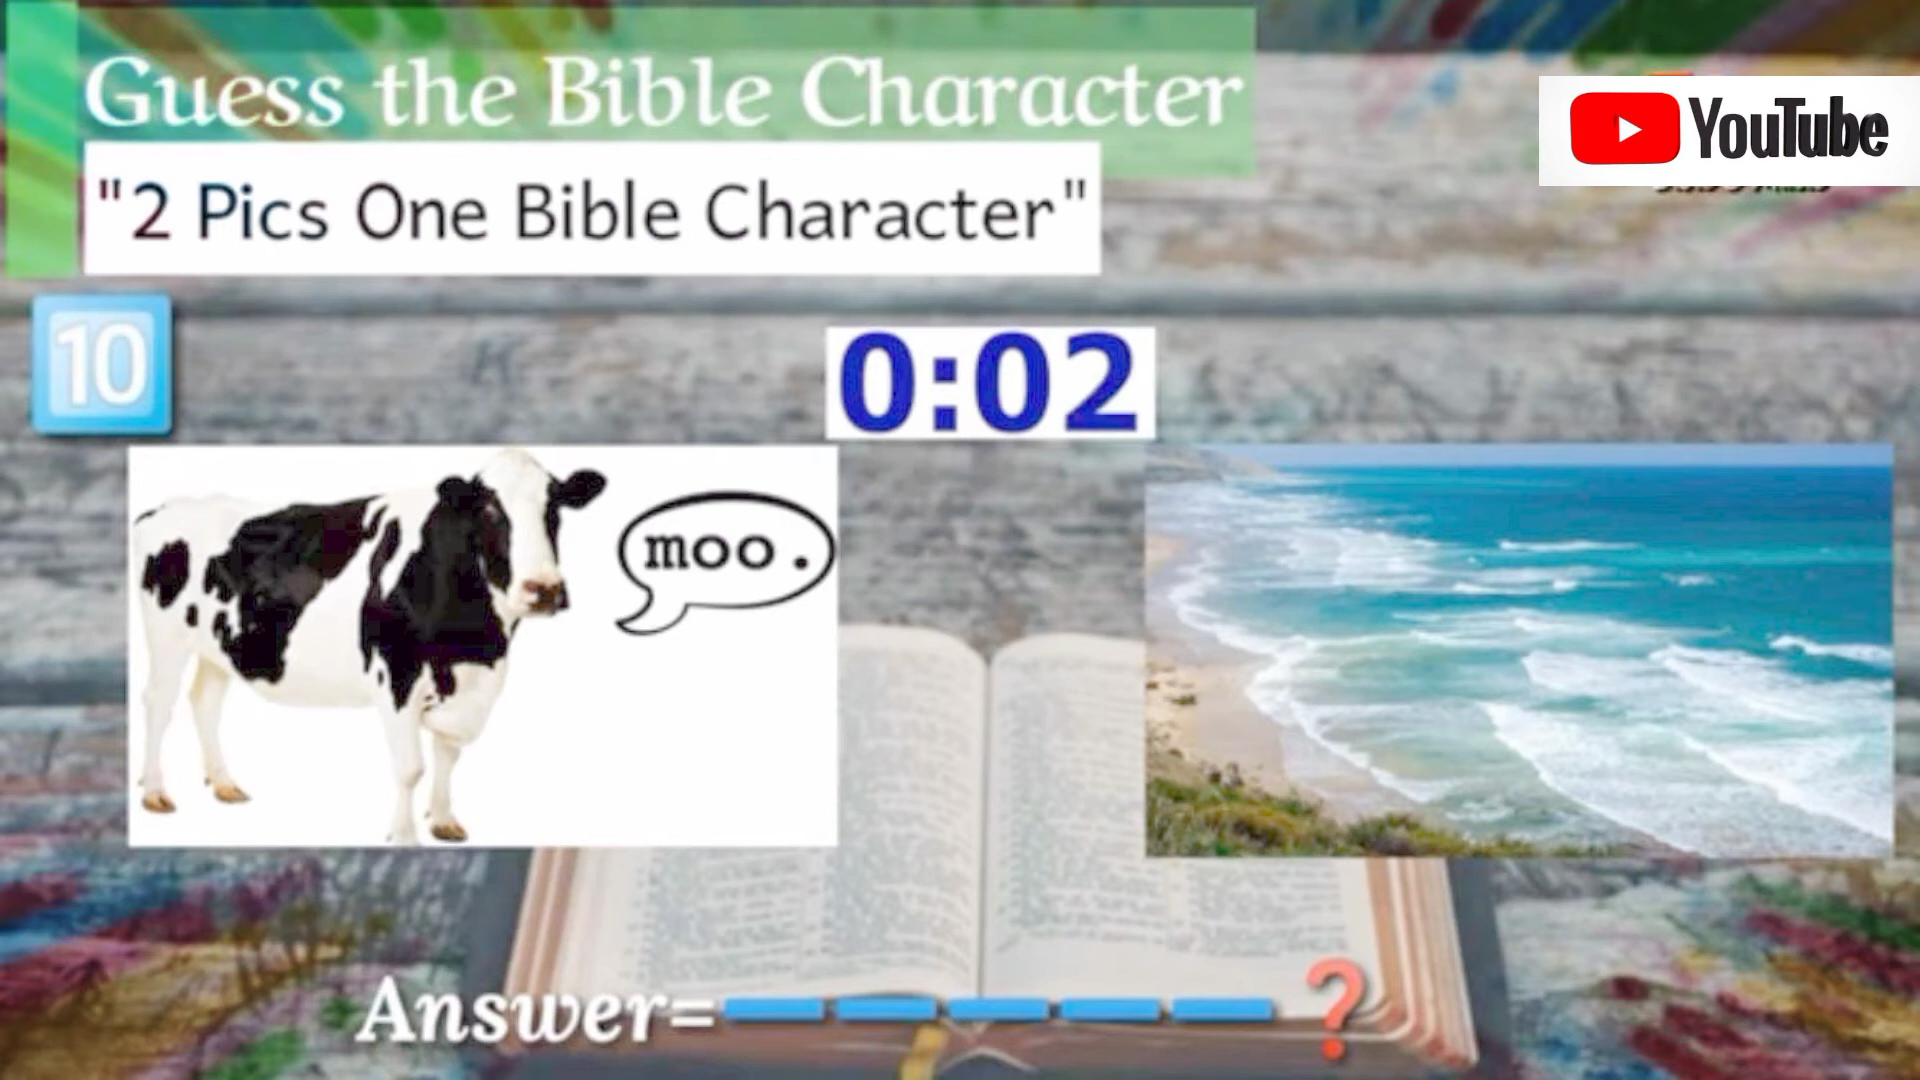 Guess the Bible Character
YouTube
"2 Pics One Bible Character"
10
0:02
moo.
Answer=_ _ _ _ _ ?